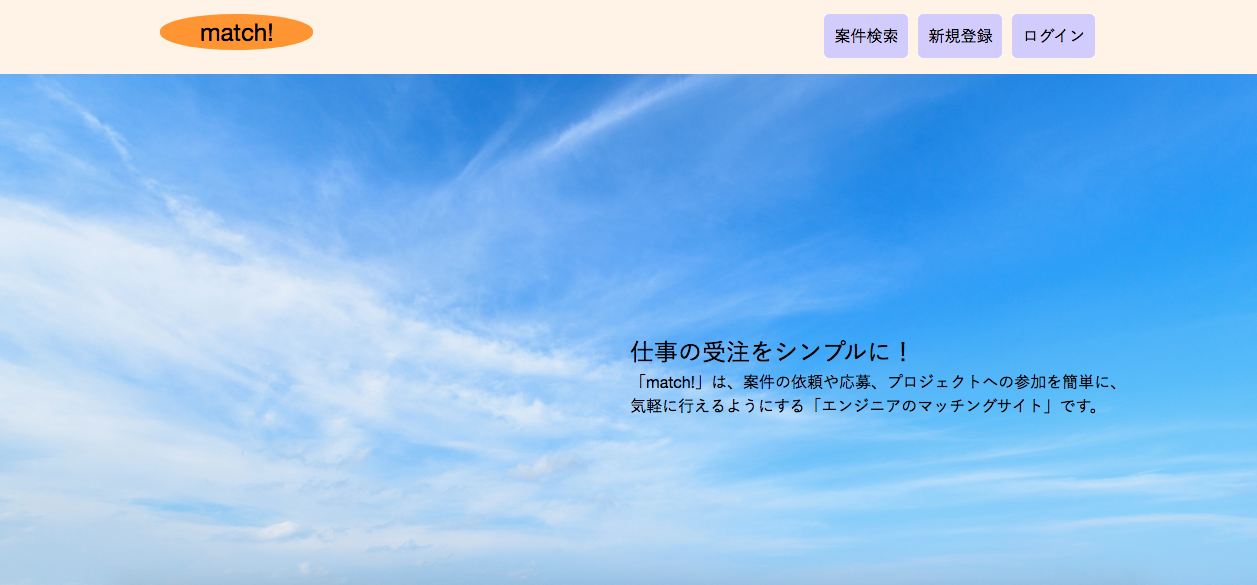 match!
案件検索
新規登録
ログイン
仕事の受注をシンプルに！
「match!」は、案件の依頼や応募、プロジェクトへの参加を簡単に、
気軽に行えるようにする「エンジニアのマッチングサイト」です。